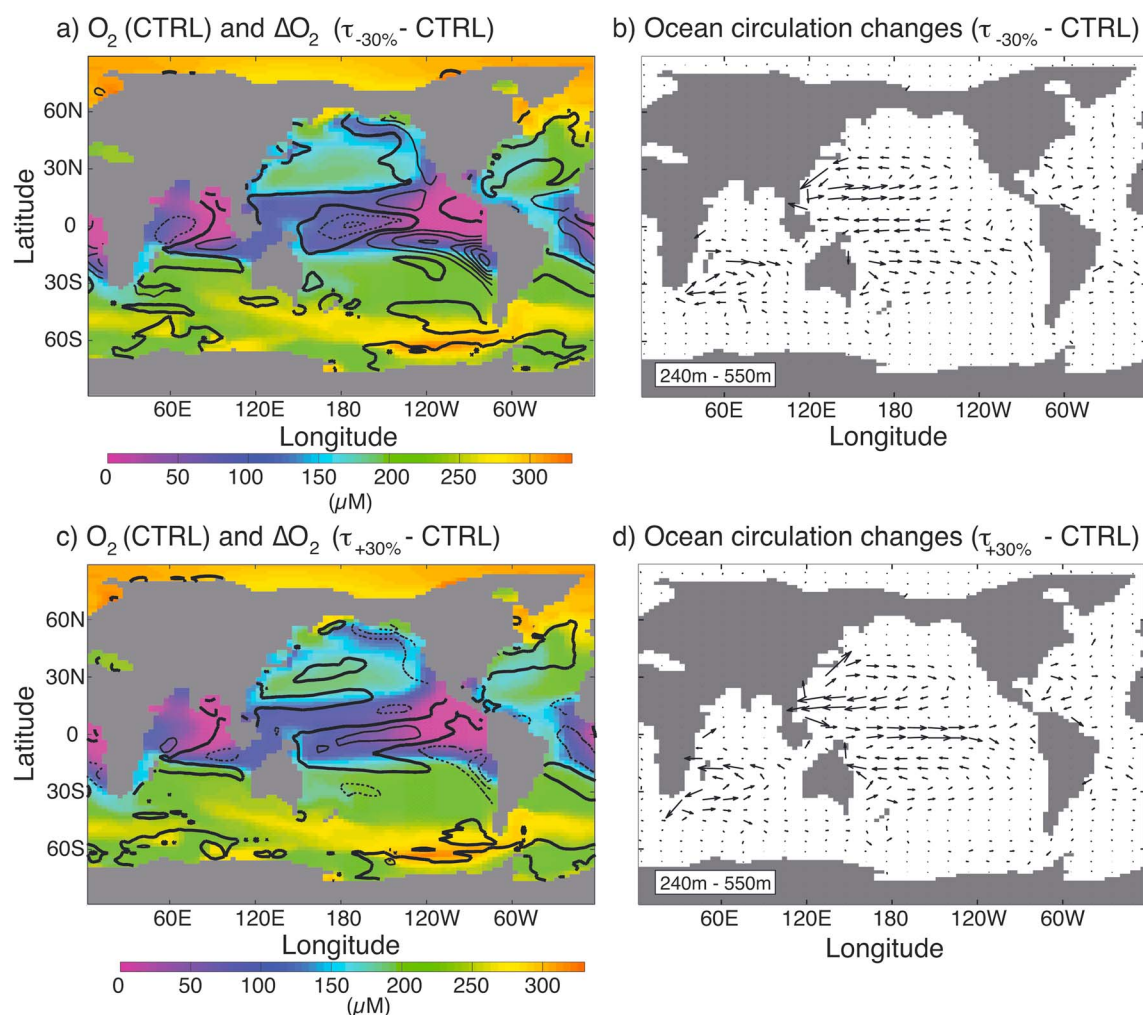 a) O2 (CTRL) and ΔO2 (τ-30% - CTRL)
b) Ocean circulation changes (τ-30% - CTRL)
Latitude
60N
30N
0
30S
60S
60E
120E
180
120W
60W
Longitude
0
50
100
150
200
250
300
(µM)
240m - 550m
60E
120E
180
120W
60W
Longitude
c) O2 (CTRL) and ΔO2 (τ+30% - CTRL)
d) Ocean circulation changes (τ+30% - CTRL)
Latitude
60N
30N
0
30S
60S
60E
120E
180
120W
60W
Longitude
0
50
100
150
200
250
300
(µM)
240m - 550m
60E
120E
180
120W
60W
Longitude